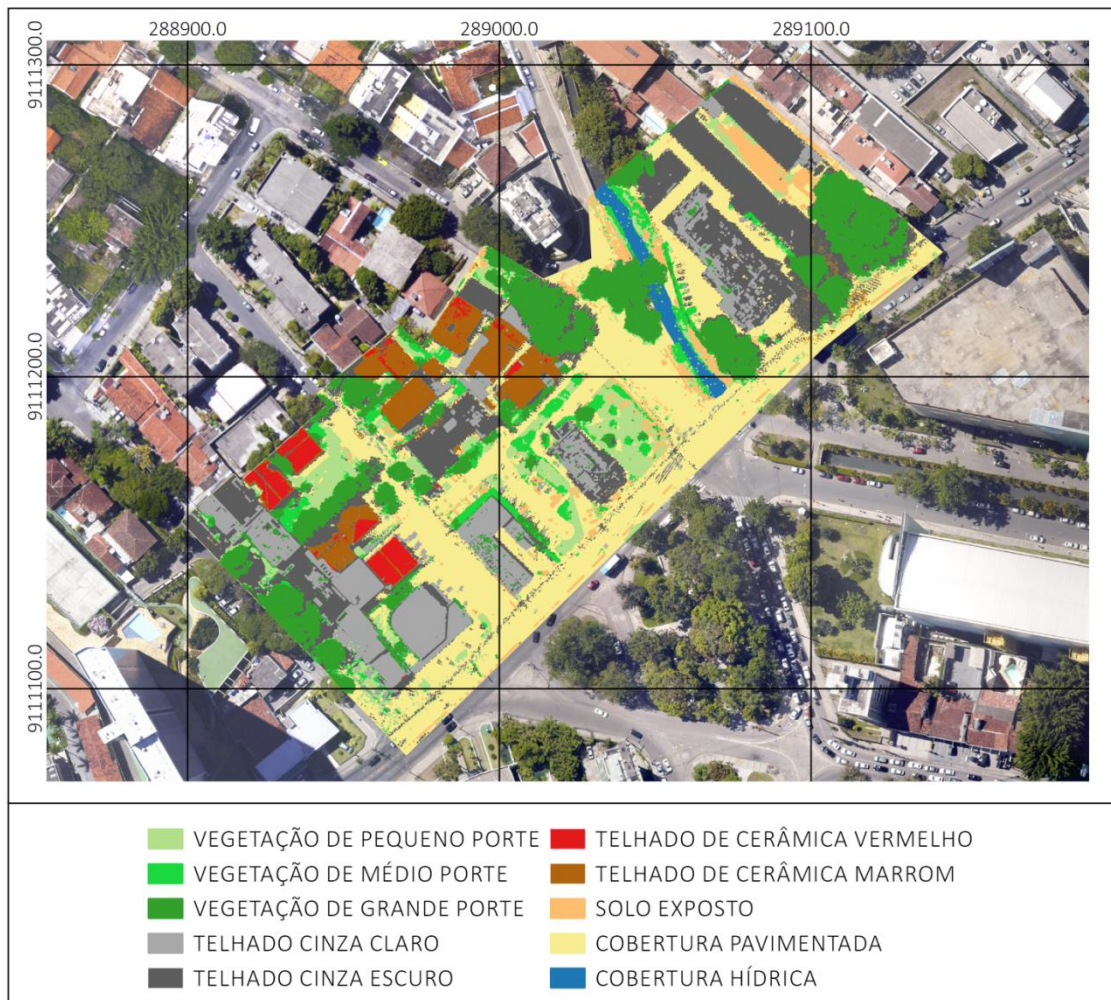 288900.0 289000.0 289100.0
9111300.0
9111200.0
9111100.0
VEGETAÇÃO DE PEQUENO PORTE TELHADO DE CERÂMICA VERMELHO
VEGETAÇÃO DE MÉDIO PORTE TELHADO DE CERÂMICA MARROM
VEGETAÇÃO DE GRANDE PORTE SOLO EXPOSTO
TELHADO CINZA CLARO COBERTURA PAVIMENTADA
TELHADO CINZA ESCURO COBERTURA HÍDRICA